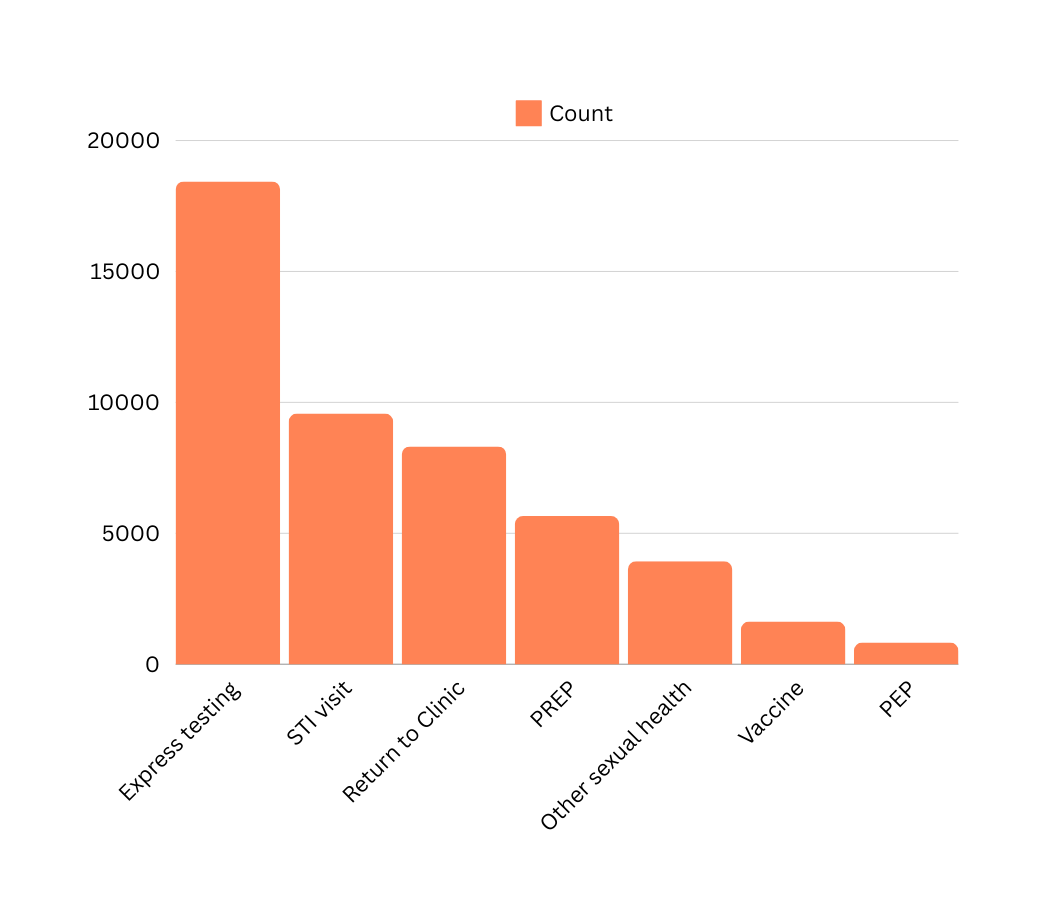 Count
20000
15000
10000
5000
0
Express testing
STI visit
Return to Clinic
PREP
Other sexual health
Vaccine
PEP